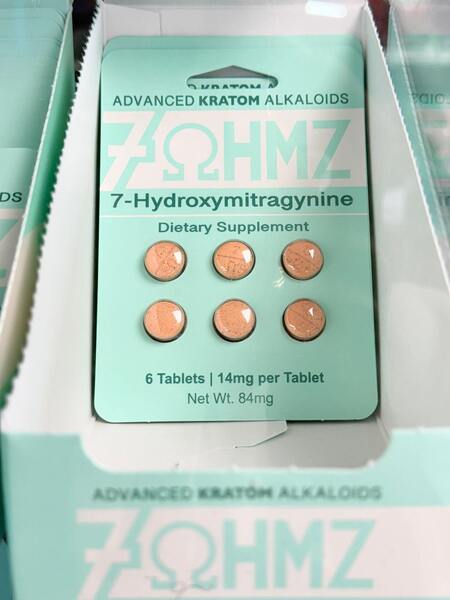 ADVANCED KRATOM ALKALOIDS
7ΩHMZ
7-Hydroxymitragynine
Dietary Supplement
6 Tablets | 14mg per Tablet
Net Wt. 84mg
ADVANCED KRATOM ALKALOIDS
7ΩHMZ